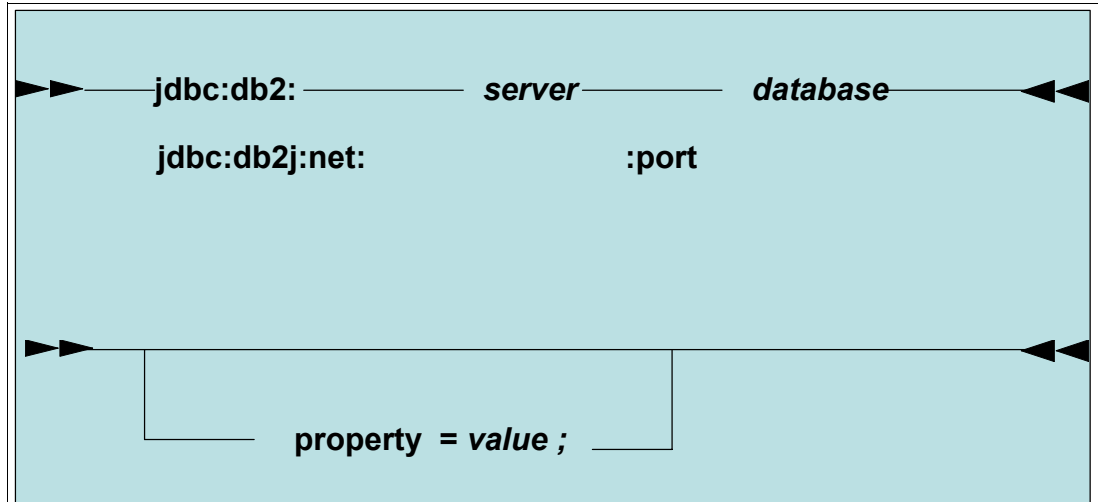 jdbc:db2: server database
jdbc:db2j:net: :port
property = value ;